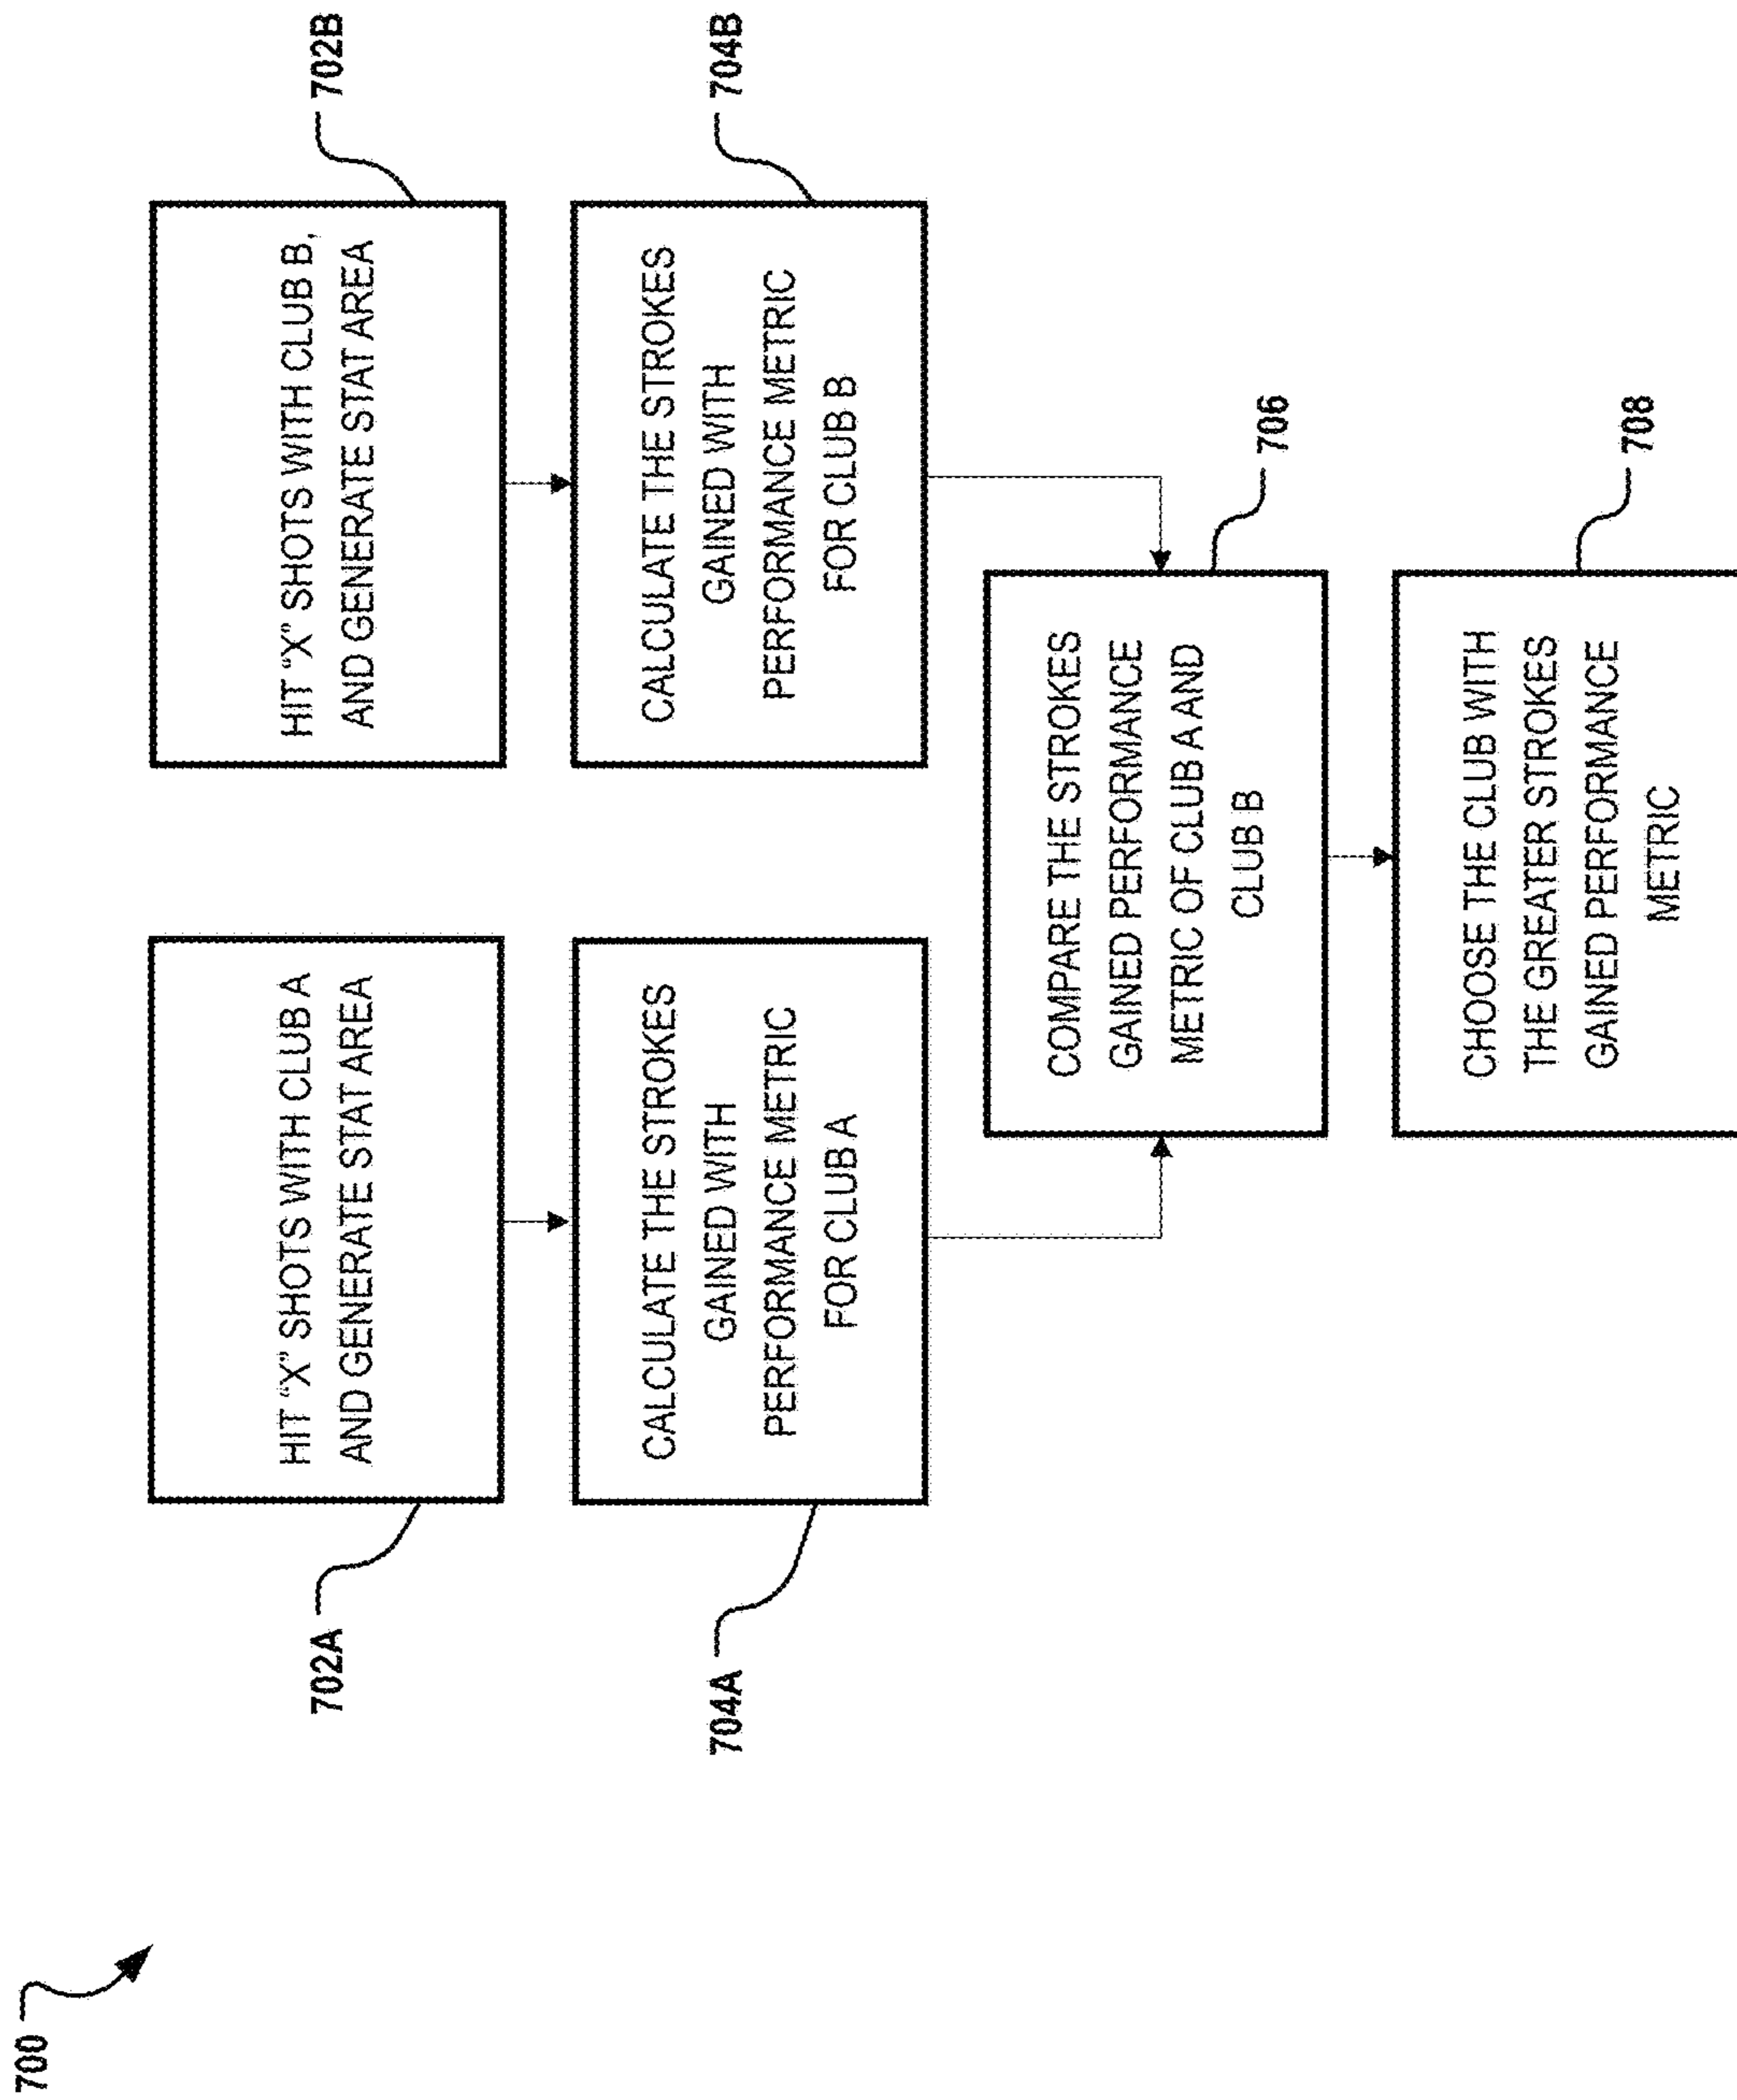 700
702A
HIT "X" SHOTS WITH CLUB A
AND GENERATE STAT AREA
HIT "X" SHOTS WITH CLUB B,
AND GENERATE STAT AREA
702B
704A
CALCULATE THE STROKES
GAINED WITH
PERFORMANCE METRIC
FOR CLUB A
CALCULATE THE STROKES
GAINED WITH
PERFORMANCE METRIC
FOR CLUB B
704B
COMPARE THE STROKES
GAINED PERFORMANCE
METRIC OF CLUB A AND
CLUB B
706
CHOOSE THE CLUB WITH
THE GREATER STROKES
GAINED PERFORMANCE
METRIC
708